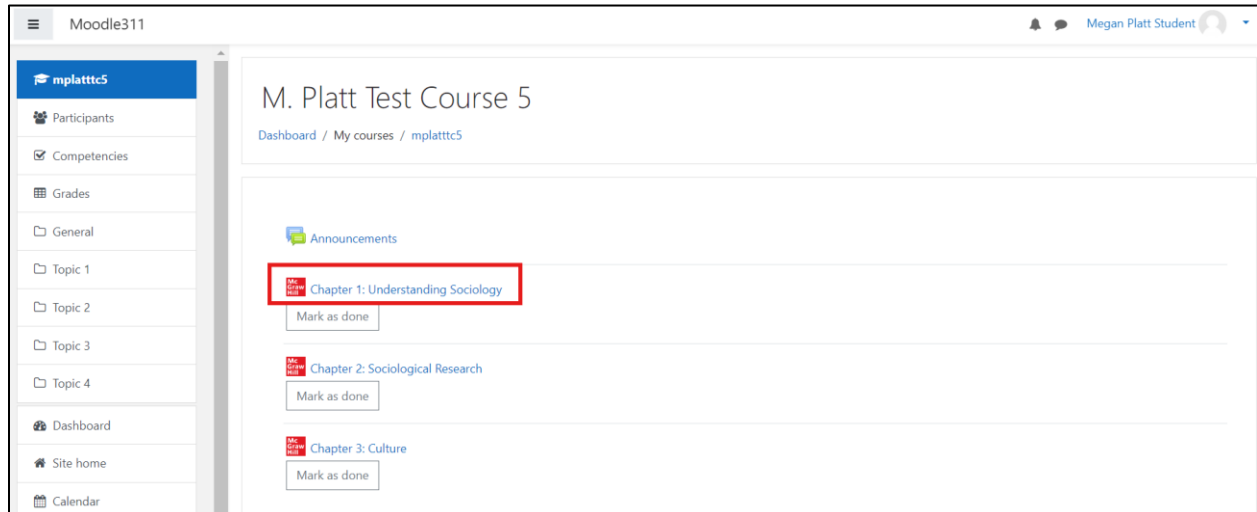 Moodle311
Megan Platt Student
mplatttc5
Participants
Competencies
Grades
General
Topic 1
Topic 2
Topic 3
Topic 4
Dashboard
Site home
Calendar
M. Platt Test Course 5
Dashboard / My courses / mplatttc5
Announcements
Mc Graw Hill Chapter 1: Understanding Sociology
Mark as done
Mc Graw Hill Chapter 2: Sociological Research
Mark as done
Mc Graw Hill Chapter 3: Culture
Mark as done